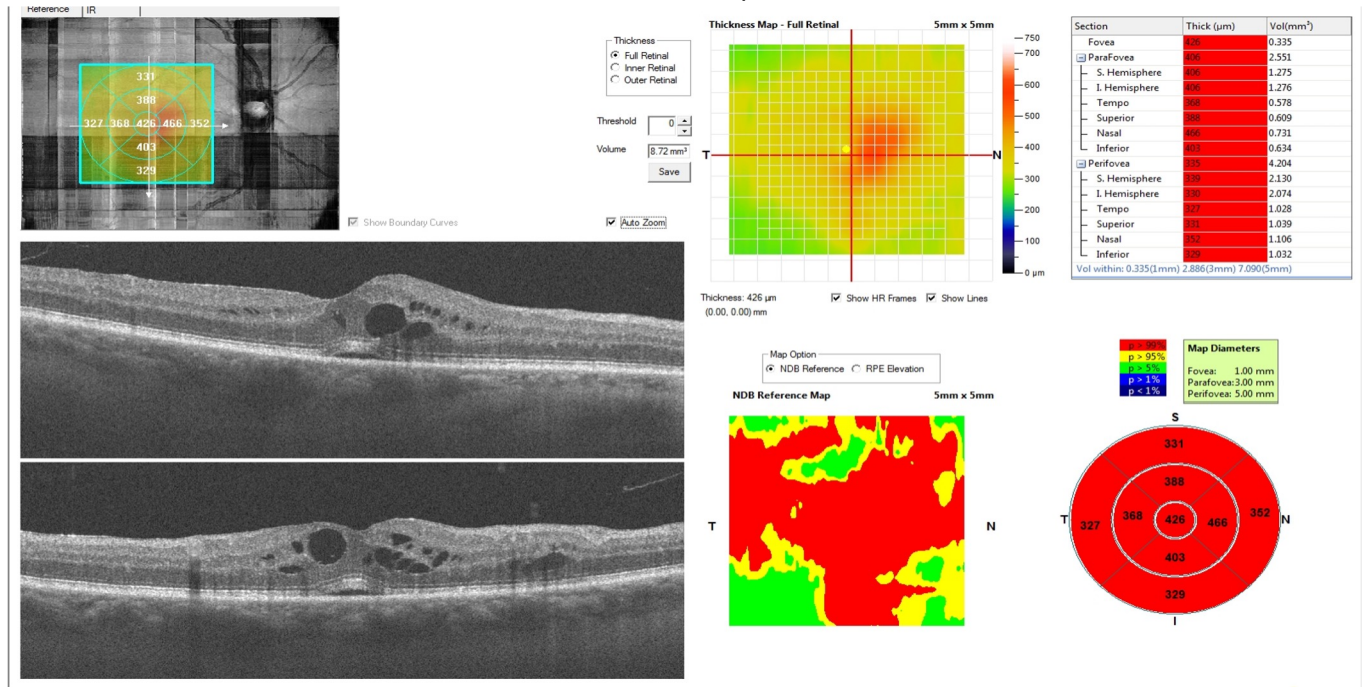 Reference IR
331
388
327 368 426 466 352
403
329
Show Boundary Curves
Thickness
Full Retinal
Inner Retinal
Outer Retinal
Threshold 0
Volume 8.72 mm³
Save
Auto Zoom
Thickness Map - Full Retinal 5mm x 5mm
T N
750
700
600
500
400
300
200
100
0 µm
Thickness: 426 µm
(0.00, 0.00) mm
Show HR Frames Show Lines
Section Thick (µm) Vol(mm³)
Fovea 426 0.335
ParaFovea 406 2.551
S. Hemisphere 406 1.275
I. Hemisphere 406 1.276
Tempo 368 0.578
Superior 388 0.609
Nasal 466 0.731
Inferior 403 0.634
Perifovea 335 4.204
S. Hemisphere 339 2.130
I. Hemisphere 330 2.074
Tempo 327 1.028
Superior 331 1.039
Nasal 352 1.106
Inferior 329 1.032
Vol within: 0.335(1mm) 2.886(3mm) 7.090(5mm)
Map Option
NDB Reference RPE Elevation
NDB Reference Map 5mm x 5mm
T N
p > 99%
p > 95%
p > 5%
p > 1%
p < 1%
Map Diameters
Fovea: 1.00 mm
Parafovea: 3.00 mm
Perifovea: 5.00 mm
S
331
388
T 327 368 426 466 352 N
403
329
I